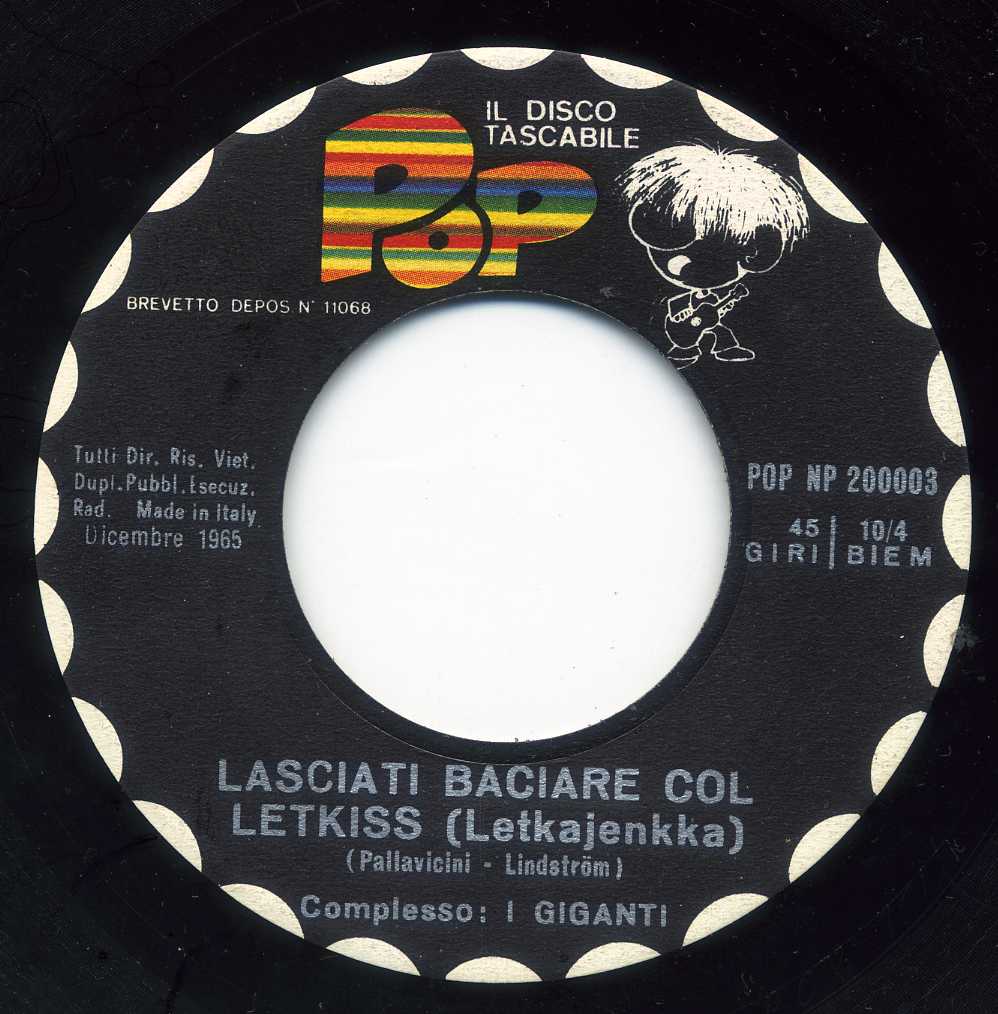 IL DISCO
TASCABILE
POP
BREVETTO DEPOS. N° 11068
Tutti Dir. Ris. Viet.
Dupl. Pubbl. Esecuz.
Rad. Made in Italy
Dicembre 1965
POP NP 200003
45 | 10/4
GIRI | BIEM
LASCIATI BACIARE COL
LETKISS (Letkajenkka)
(Pallavicini - Lindström)
Complesso: I GIGANTI